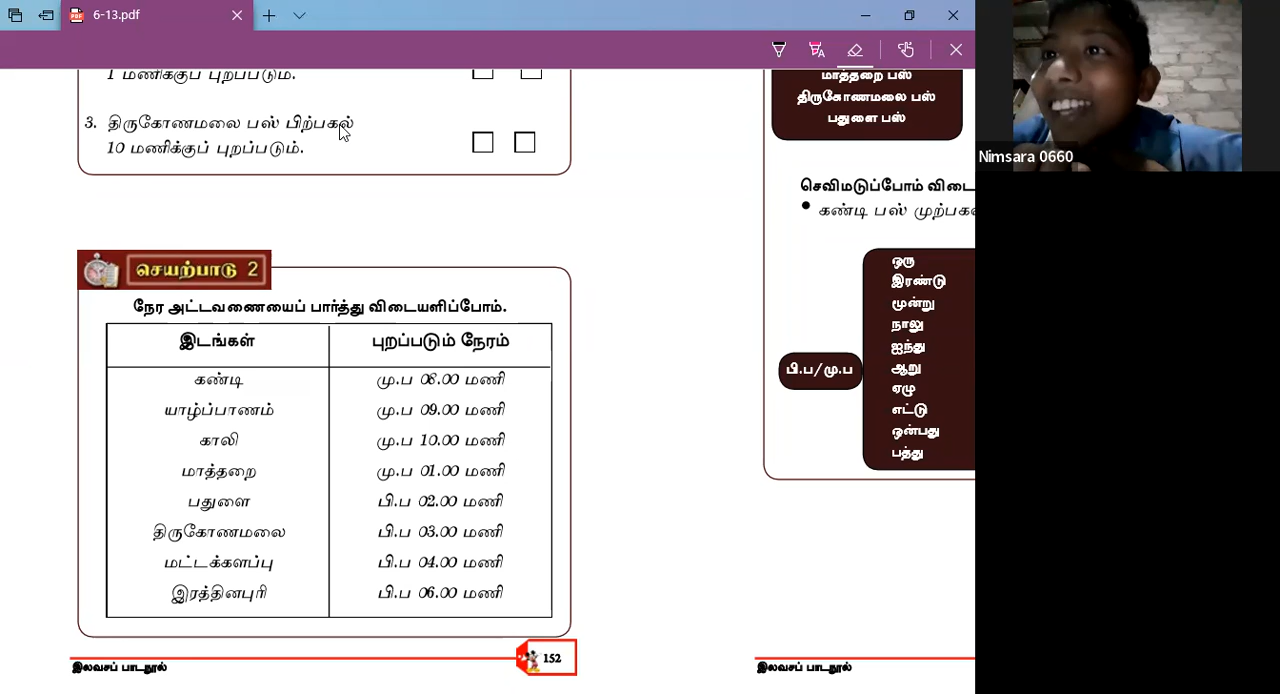 6-13.pdf
1 மணிக்குப் புறப்படும்.
3. திருகோணமலை பஸ் பிற்பகல்
10 மணிக்குப் புறப்படும்.
செயற்பாடு 2
நேர அட்டவணையைப் பார்த்து விடையளிப்போம்.
இடங்கள் புறப்படும் நேரம்
கண்டி மு.ப 08.00 மணி
யாழ்ப்பாணம் மு.ப 09.00 மணி
காலி மு.ப 10.00 மணி
மாத்தறை மு.ப 01.00 மணி
பதுளை பி.ப 02.00 மணி
திருகோணமலை பி.ப 03.00 மணி
மட்டக்களப்பு பி.ப 04.00 மணி
இரத்தினபுரி பி.ப 06.00 மணி
இலவசப் பாடநூல்
152
மாத்தறை பஸ்
திருகோணமலை பஸ்
பதுளை பஸ்
செவிமடுப்போம் விடை
• கண்டி பஸ் முற்பக
பி.ப/மு.ப
ஒரு
இரண்டு
மூன்று
நாலு
ஐந்து
ஆறு
ஏழு
எட்டு
ஒன்பது
பத்து
இலவசப் பாடநூல்
Nimsara 0660